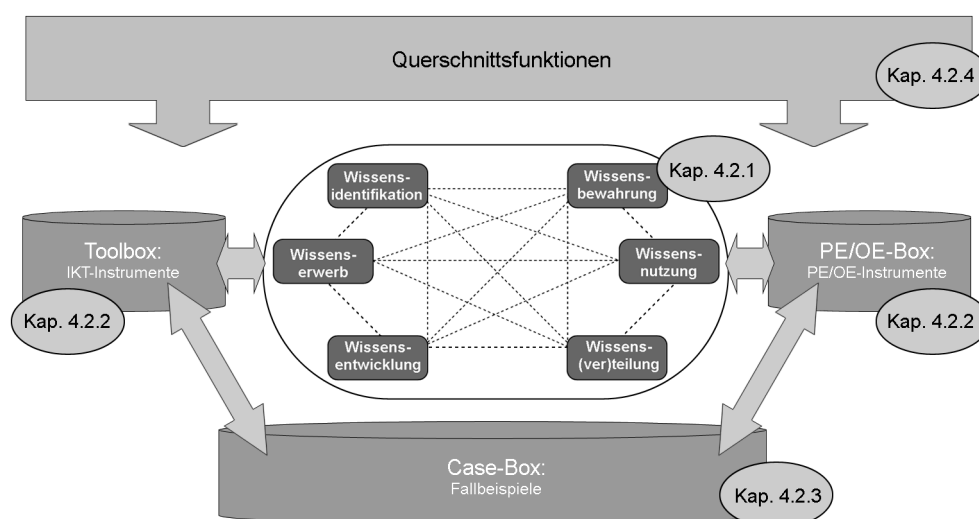 Querschnittsfunktionen
Kap. 4.2.4
Wissens-
identifikation
Wissens-
bewahrung
Kap. 4.2.1
Toolbox:
IKT-Instrumente
Kap. 4.2.2
Wissens-
erwerb
Wissens-
nutzung
PE/OE-Box:
PE/OE-Instrumente
Kap. 4.2.2
Wissens-
entwicklung
Wissens-
(ver)teilung
Case-Box:
Fallbeispiele
Kap. 4.2.3